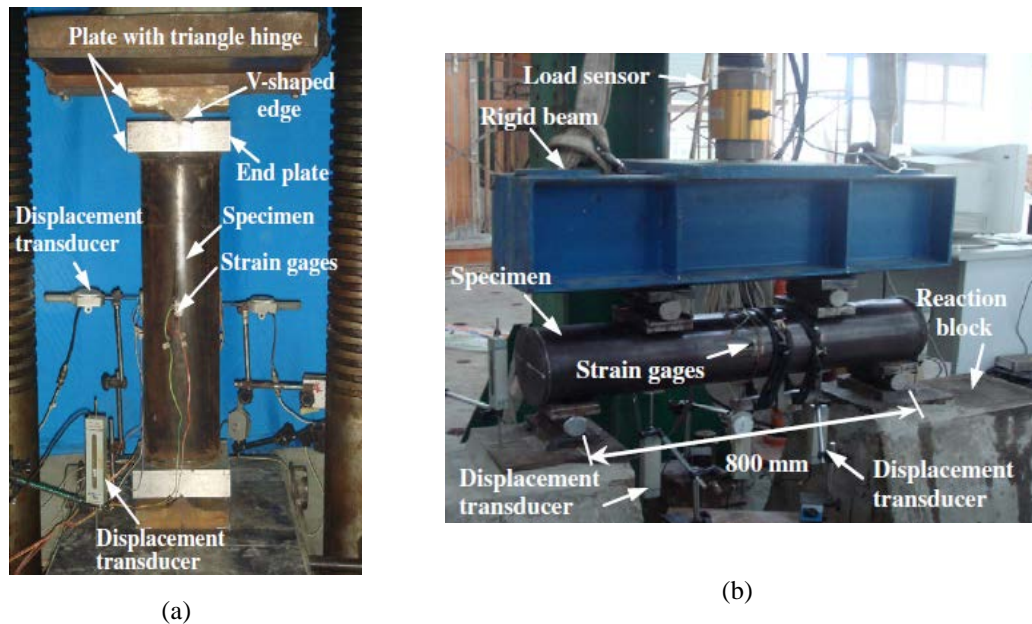 Plate with triangle hinge
V-shaped
edge
End plate
Displacement
transducer
Specimen
Strain gages
Displacement
transducer
(a)
Load sensor
Rigid beam
Specimen
Reaction
block
Strain gages
800 mm
Displacement
transducer
Displacement
transducer
(b)